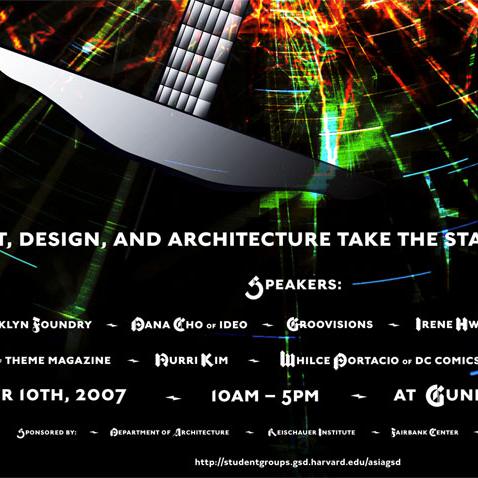 T, DESIGN, AND ARCHITECTURE TAKE THE STA
SPEAKERS:
KLYN FOUNDRY ~ DANA CHO OF IDEO ~ GROOVISIONS ~ IRENE HW
THEME MAGAZINE ~ NURRI KIM ~ WHILCE PORTACIO OF DC COMICS
R 10TH, 2007 ~ 10AM – 5PM ~ AT GUN
SPONSORED BY: ~ DEPARTMENT OF ARCHITECTURE ~ REISCHAUER INSTITUTE ~ FAIRBANK CENTER ~
http://studentgroups.gsd.harvard.edu/asiagsd